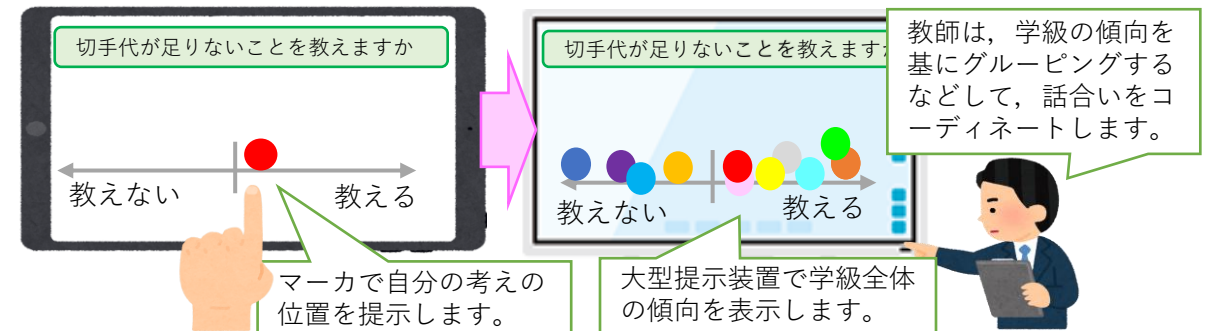 切手代が足りないことを教えますか
教えない
教える
マーカで自分の考えの
位置を提示します。
切手代が足りないことを教えますか
教えない
教える
大型提示装置で学級全体
の傾向を表示します。
教師は，学級の傾向を
基にグルーピングする
などして，話合いをコ
ーディネートします。